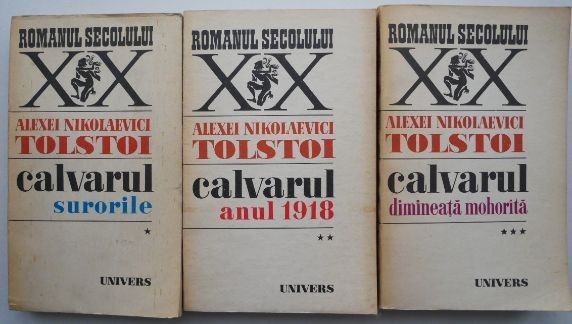 ROMANUL SECOLULUI
XX
ALEXEI NIKOLAEVICI
TOLSTOI
calvarul
surorile
*
UNIVERS
ROMANUL SECOLULUI
XX
ALEXEI NIKOLAEVICI
TOLSTOI
calvarul
anul 1918
**
UNIVERS
ROMANUL SECOLULUI
XX
ALEXEI NIKOLAEVICI
TOLSTOI
calvarul
dimineață mohorîtă
***
UNIVERS